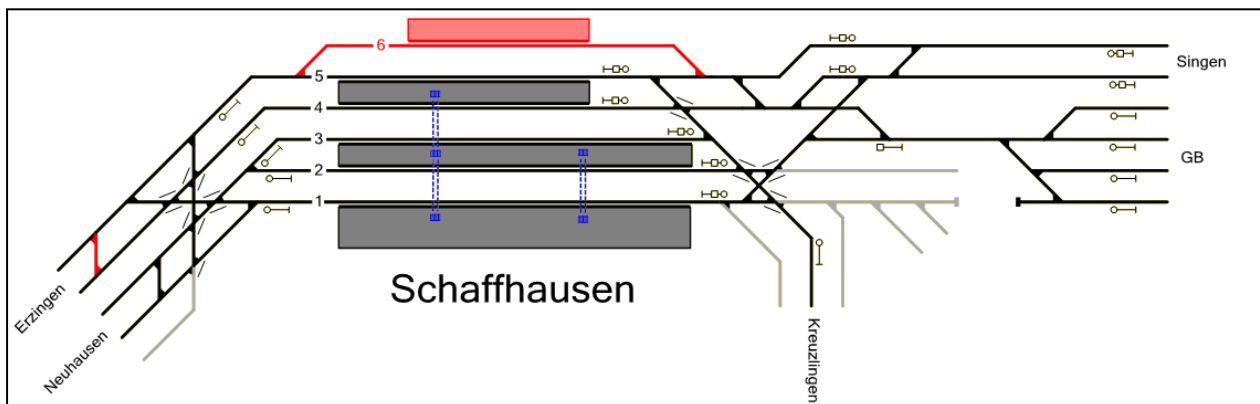 6
5
4
3
2
1
Singen
GB
Schaffhausen
Erzingen
Neuhausen
Kreuzlingen